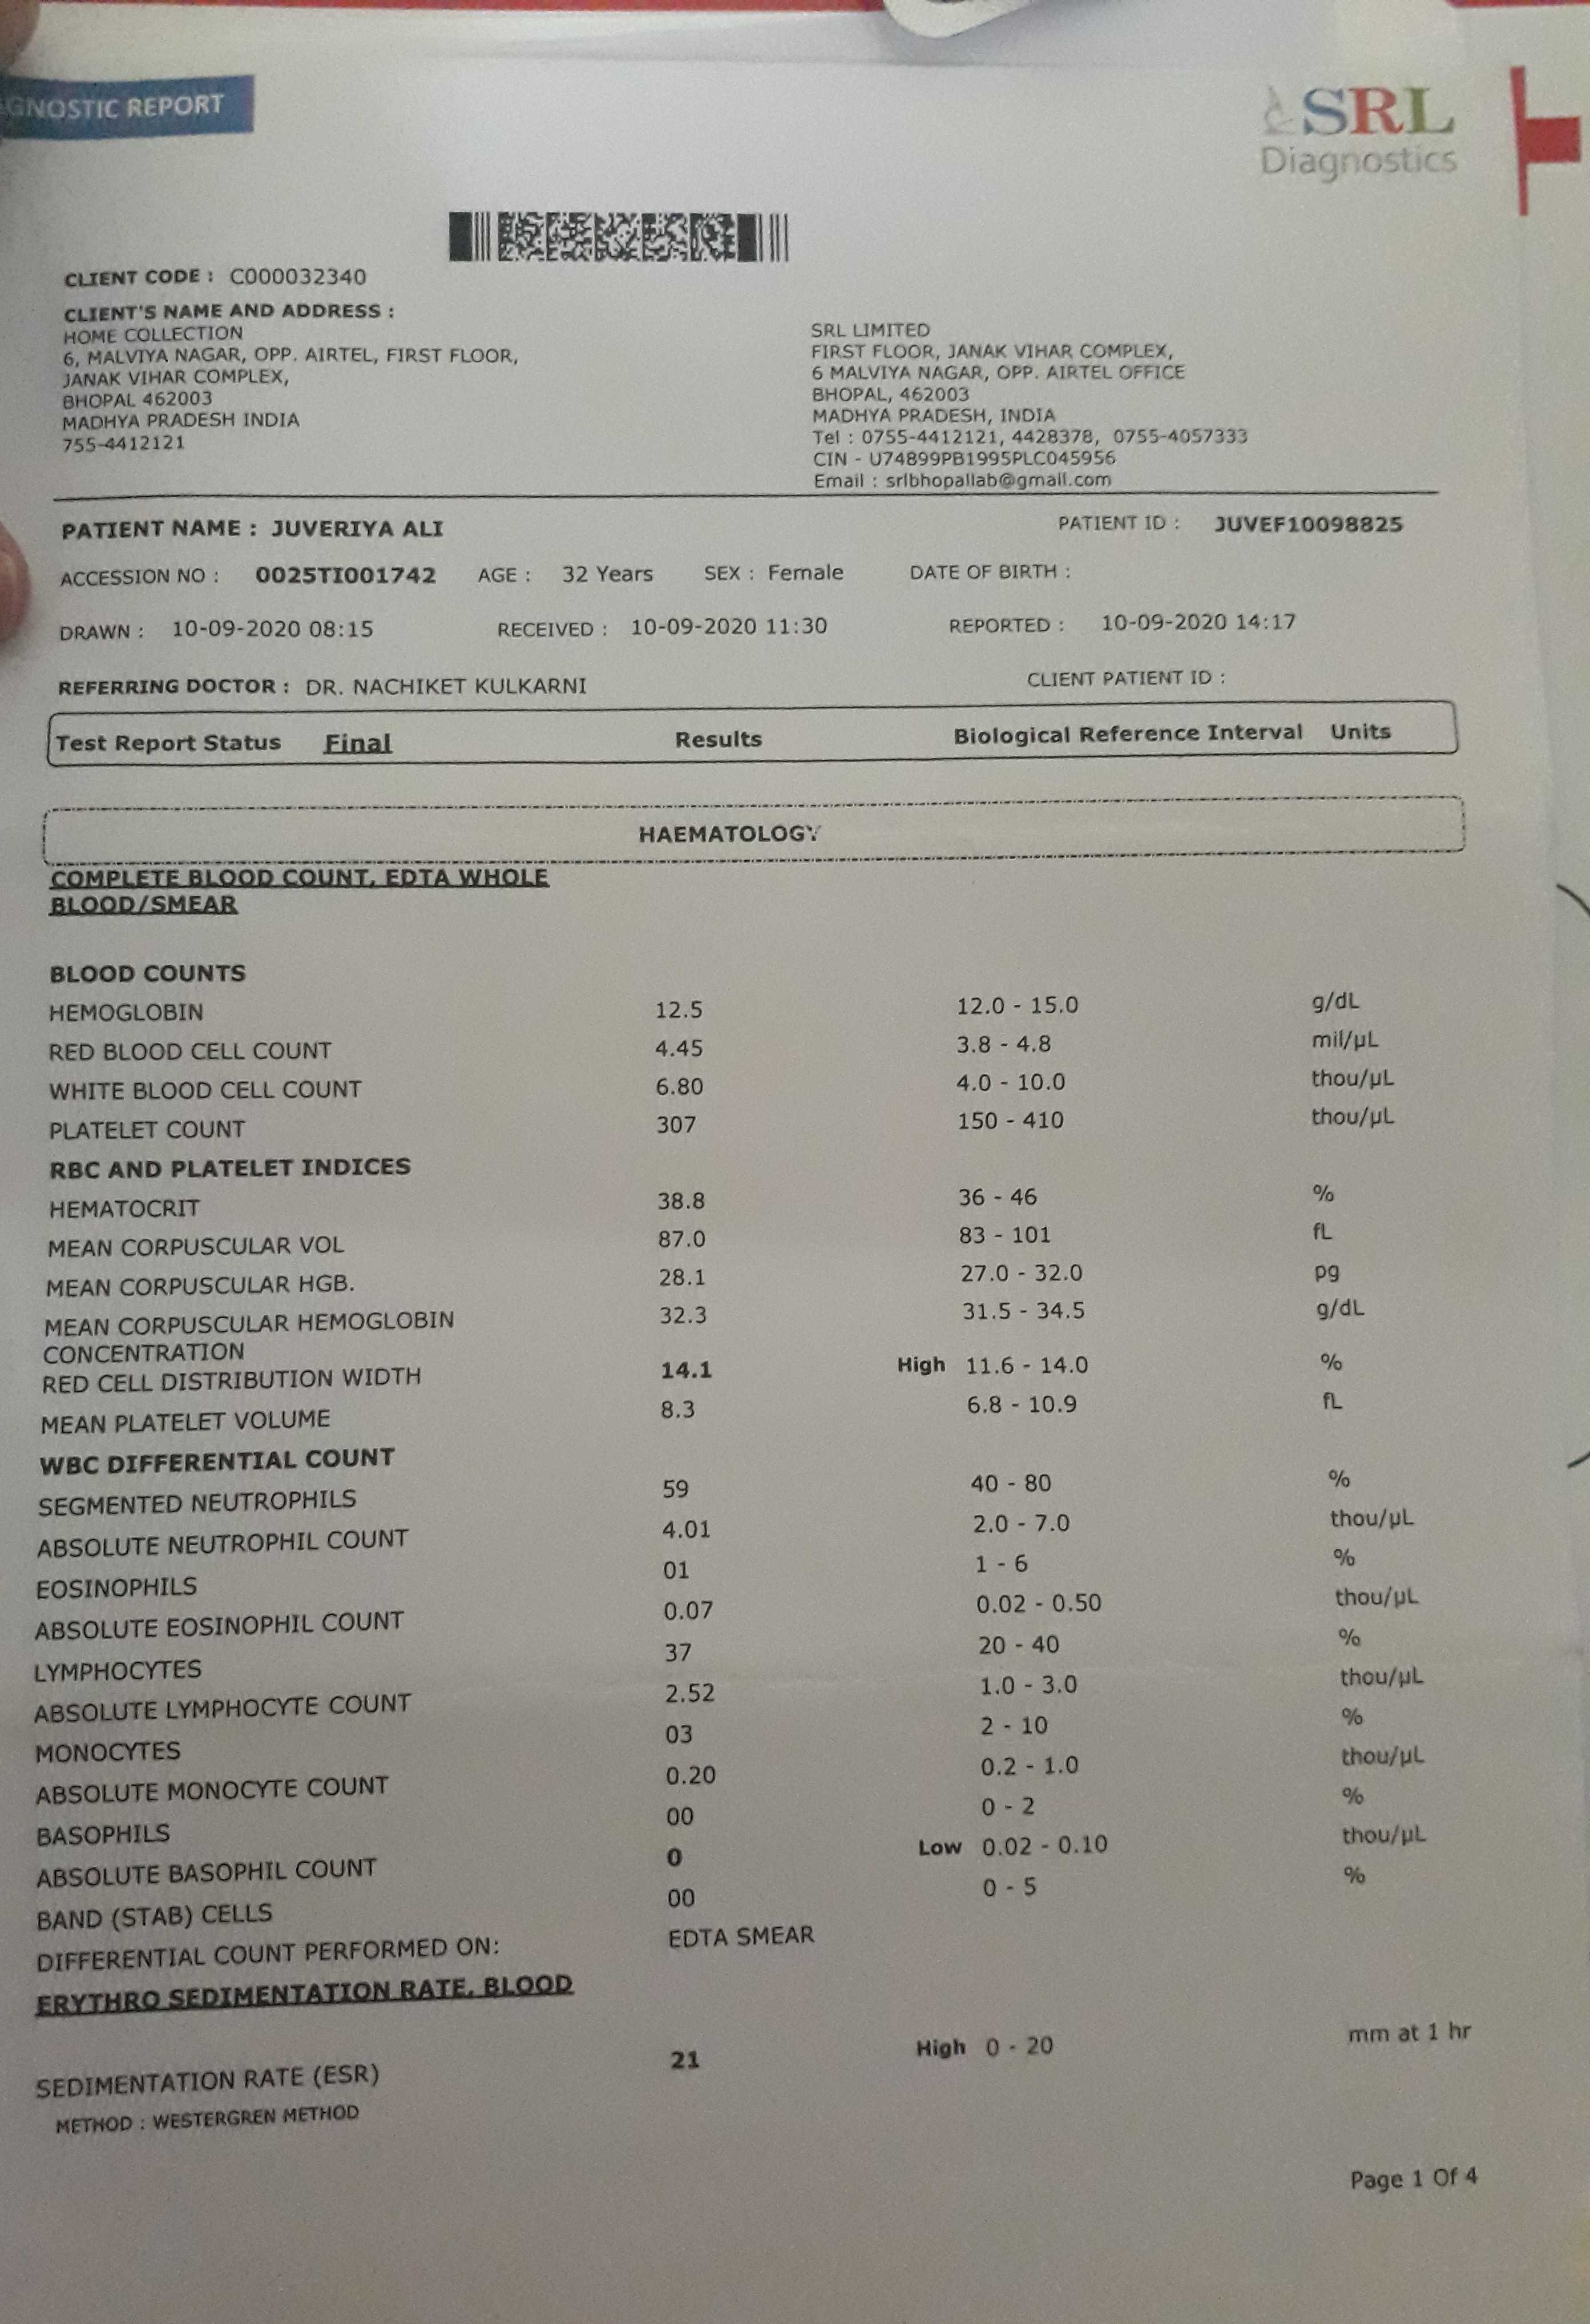 GNOSTIC REPORT
SRL
Diagnostics
CLIENT CODE : C000032340
CLIENT'S NAME AND ADDRESS :
HOME COLLECTION
6, MALVIYA NAGAR, OPP. AIRTEL, FIRST FLOOR,
JANAK VIHAR COMPLEX,
BHOPAL 462003
MADHYA PRADESH INDIA
755-4412121
SRL LIMITED
FIRST FLOOR, JANAK VIHAR COMPLEX,
6 MALVIYA NAGAR, OPP. AIRTEL OFFICE
BHOPAL, 462003
MADHYA PRADESH, INDIA
Tel : 0755-4412121, 4428378, 0755-4057333
CIN - U74899PB1995PLC045956
Email : srlbhopallab@gmail.com
PATIENT NAME : JUVERIYA ALI PATIENT ID : JUVEF10098825
ACCESSION NO : 0025TI001742 AGE : 32 Years SEX : Female DATE OF BIRTH :
DRAWN : 10-09-2020 08:15 RECEIVED : 10-09-2020 11:30 REPORTED : 10-09-2020 14:17
REFERRING DOCTOR : DR. NACHIKET KULKARNI CLIENT PATIENT ID :
Test Report Status Final Results Biological Reference Interval Units
HAEMATOLOGY
COMPLETE BLOOD COUNT, EDTA WHOLE
BLOOD/SMEAR
BLOOD COUNTS
HEMOGLOBIN 12.5 12.0 - 15.0 g/dL
RED BLOOD CELL COUNT 4.45 3.8 - 4.8 mil/µL
WHITE BLOOD CELL COUNT 6.80 4.0 - 10.0 thou/µL
PLATELET COUNT 307 150 - 410 thou/µL
RBC AND PLATELET INDICES
HEMATOCRIT 38.8 36 - 46 %
MEAN CORPUSCULAR VOL 87.0 83 - 101 fL
MEAN CORPUSCULAR HGB. 28.1 27.0 - 32.0 pg
MEAN CORPUSCULAR HEMOGLOBIN 32.3 31.5 - 34.5 g/dL
CONCENTRATION
RED CELL DISTRIBUTION WIDTH 14.1 High 11.6 - 14.0 %
MEAN PLATELET VOLUME 8.3 6.8 - 10.9 fL
WBC DIFFERENTIAL COUNT
SEGMENTED NEUTROPHILS 59 40 - 80 %
ABSOLUTE NEUTROPHIL COUNT 4.01 2.0 - 7.0 thou/µL
EOSINOPHILS 01 1 - 6 %
ABSOLUTE EOSINOPHIL COUNT 0.07 0.02 - 0.50 thou/µL
LYMPHOCYTES 37 20 - 40 %
ABSOLUTE LYMPHOCYTE COUNT 2.52 1.0 - 3.0 thou/µL
MONOCYTES 03 2 - 10 %
ABSOLUTE MONOCYTE COUNT 0.20 0.2 - 1.0 thou/µL
BASOPHILS 00 0 - 2 %
ABSOLUTE BASOPHIL COUNT 0 Low 0.02 - 0.10 thou/µL
BAND (STAB) CELLS 00 0 - 5 %
DIFFERENTIAL COUNT PERFORMED ON: EDTA SMEAR
ERYTHRO SEDIMENTATION RATE, BLOOD
SEDIMENTATION RATE (ESR) 21 High 0 - 20 mm at 1 hr
METHOD : WESTERGREN METHOD
Page 1 Of 4